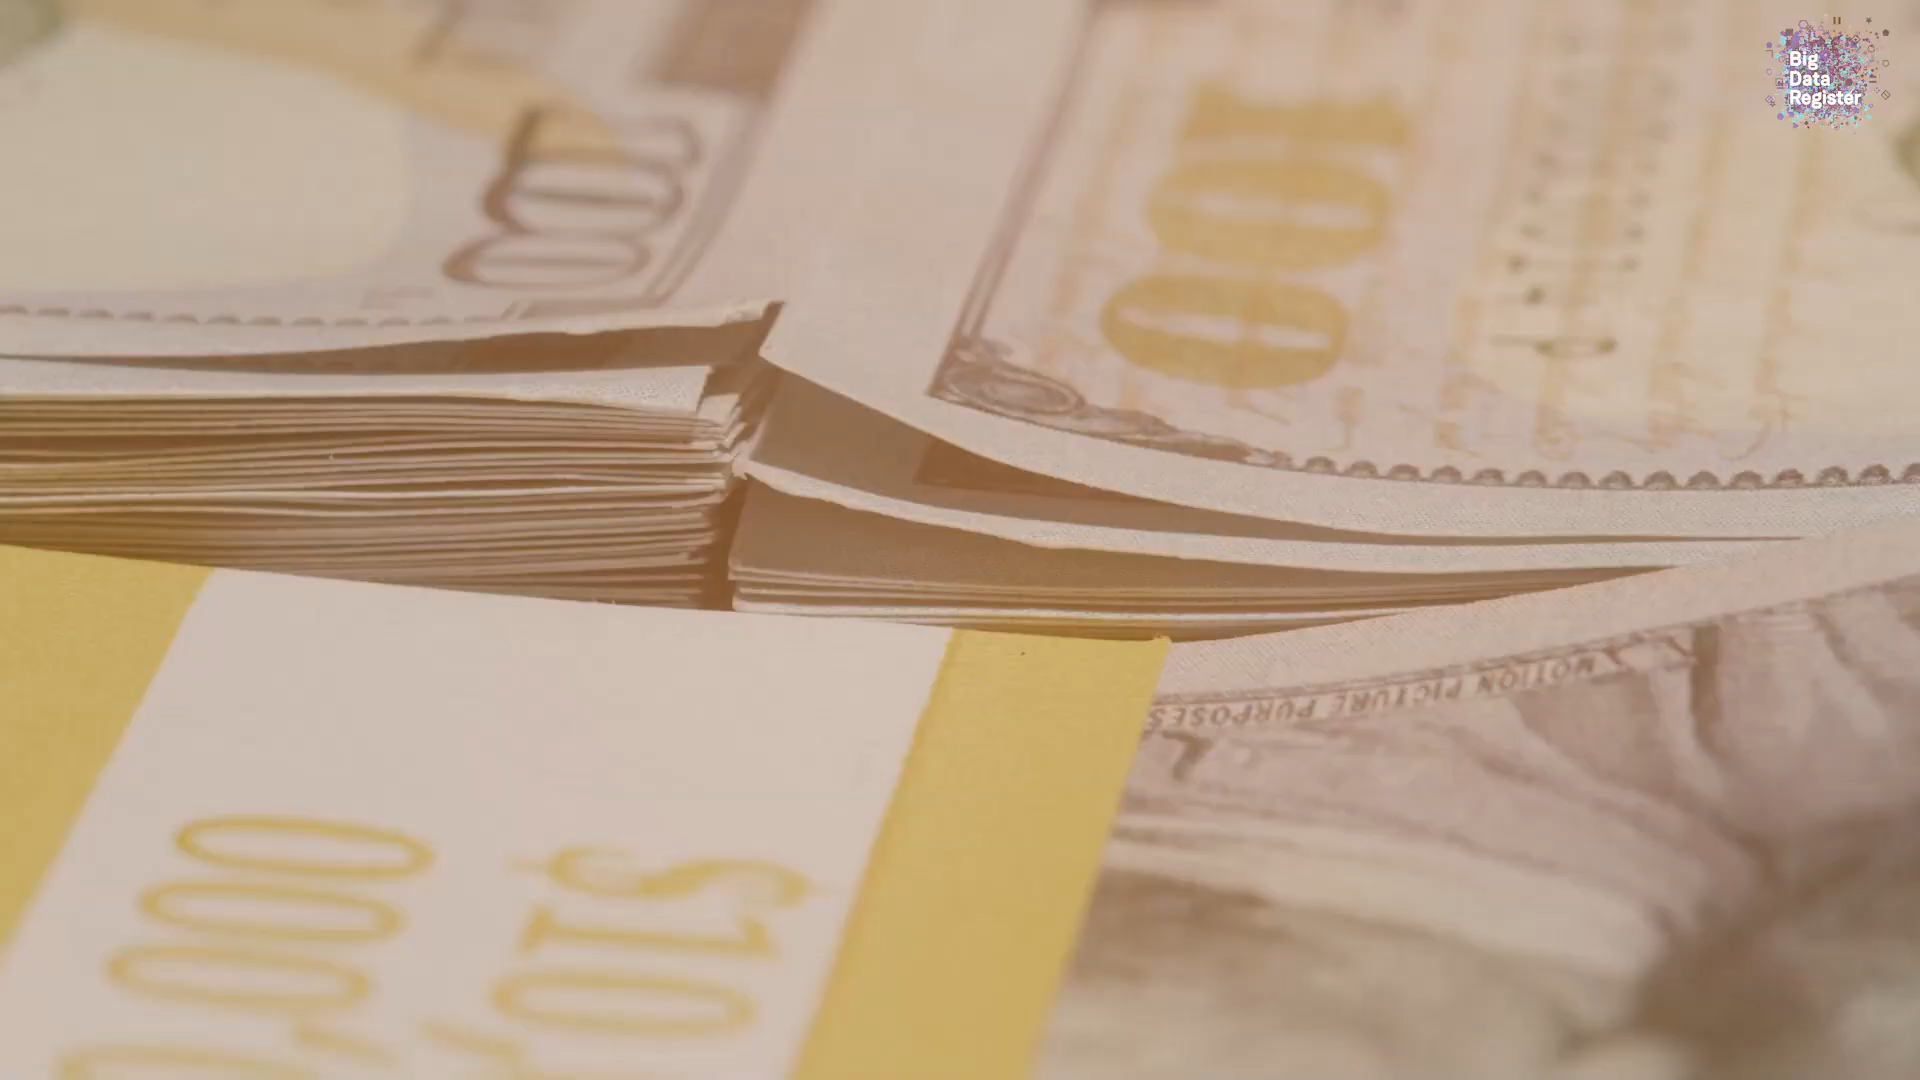 Big
Data
Register
100
100
MOTION PICTURE PURPOSES
$10,
000